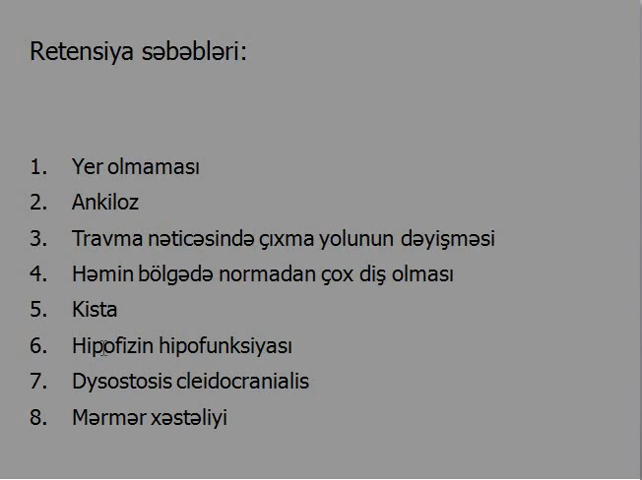 Retensiya səbəbləri:
1. Yer olmaması
2. Ankiloz
3. Travma nəticəsində çıxma yolunun dəyişməsi
4. Həmin bölgədə normadan çox diş olması
5. Kista
6. Hipofizin hipofunksiyası
7. Dysostosis cleidocranialis
8. Mərmər xəstəliyi